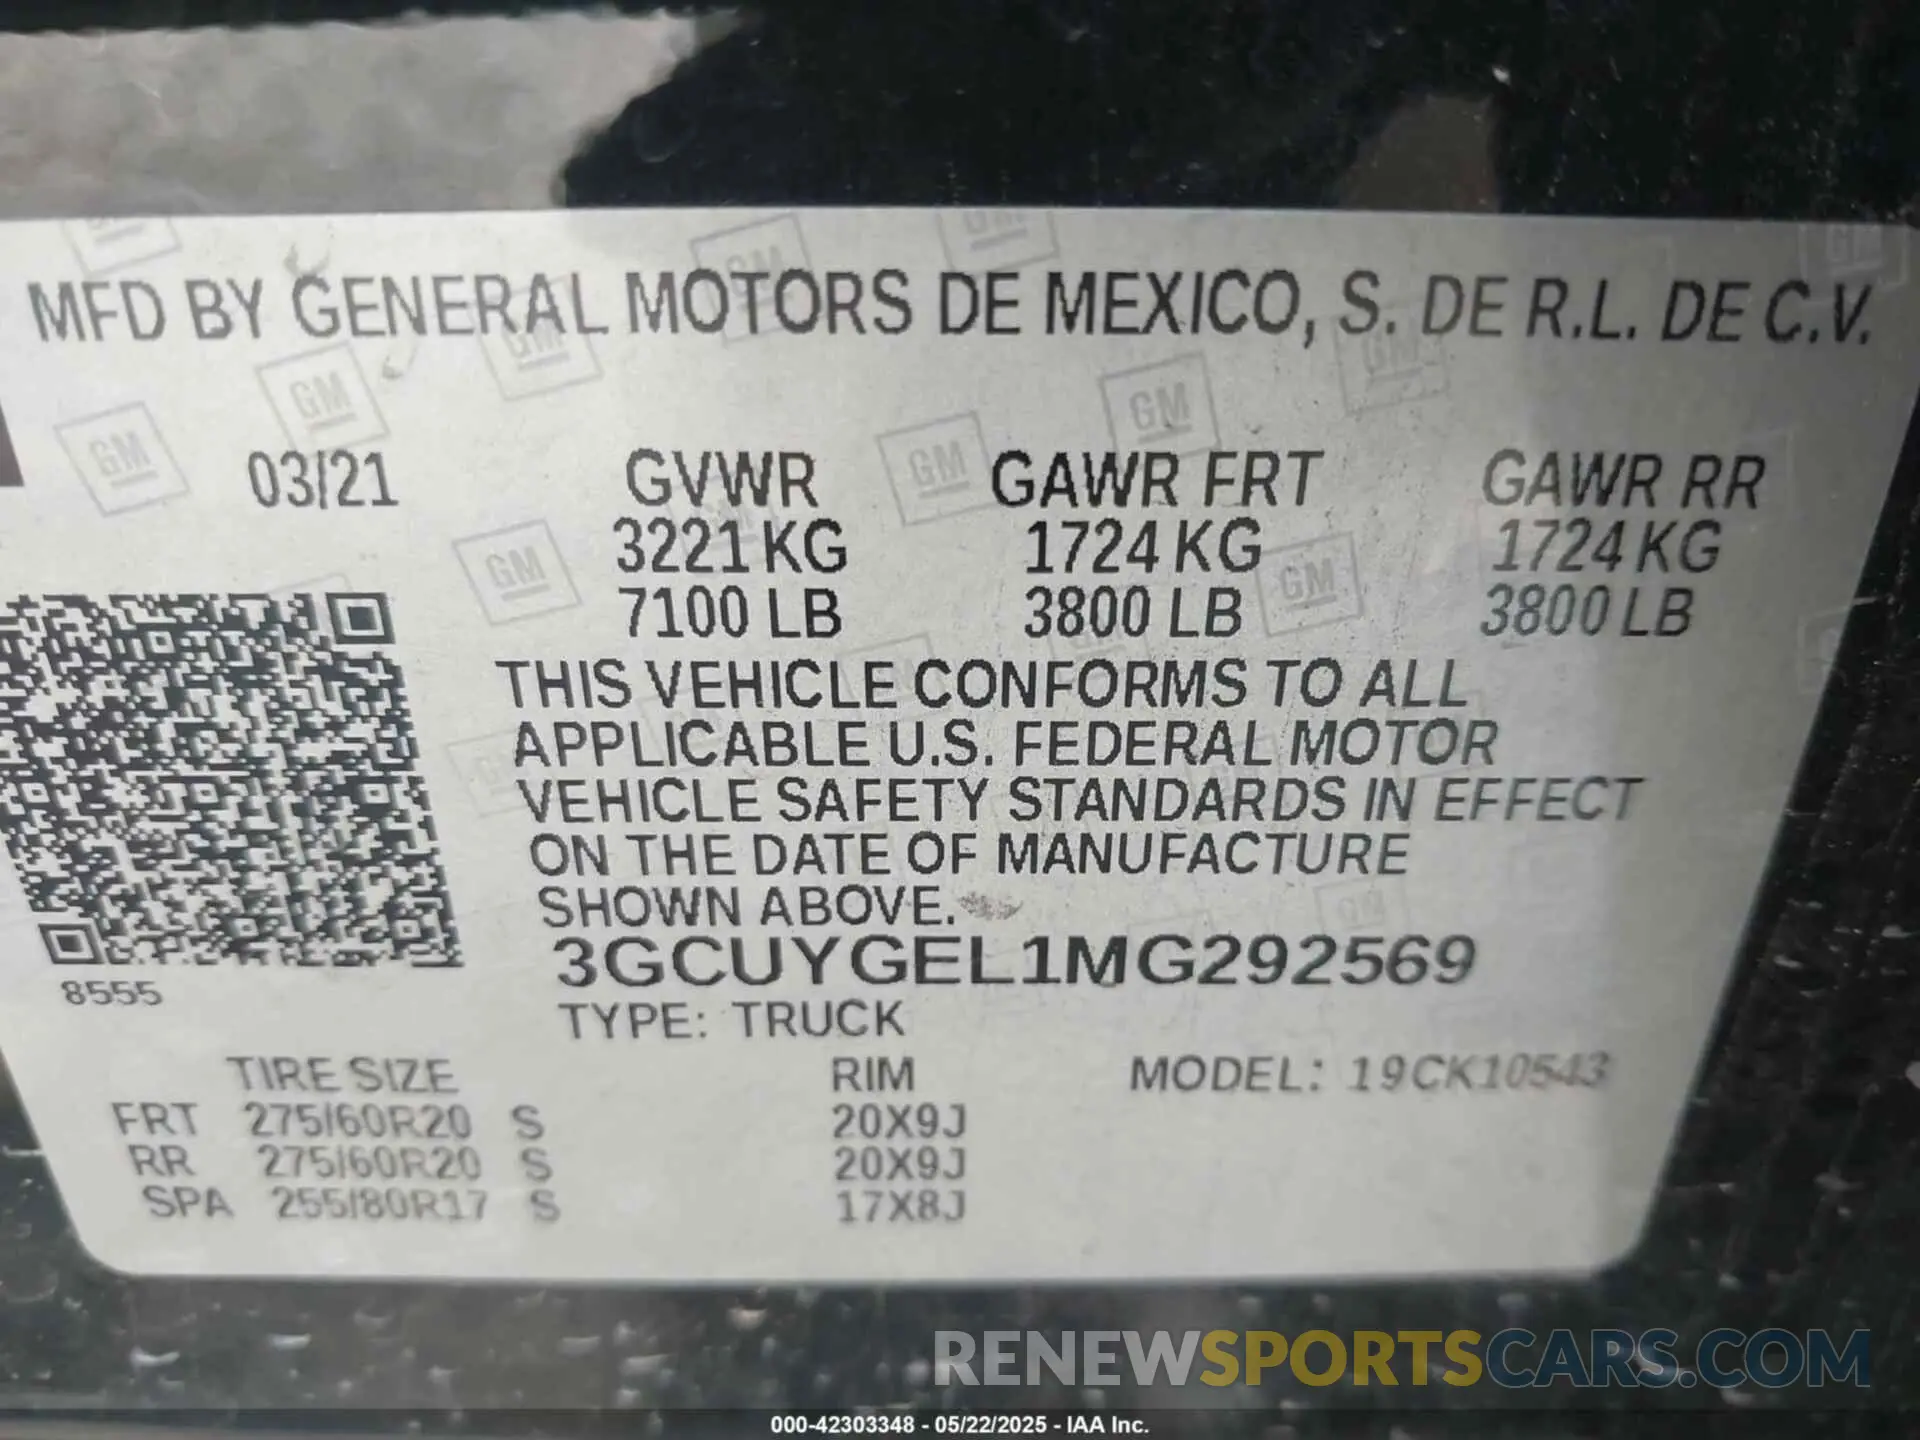 MFD BY GENERAL MOTORS DE MEXICO, S. DE R.L. DE C.V.
03/21 GVWR GAWR FRT GAWR RR
3221 KG 1724 KG 1724 KG
7100 LB 3800 LB 3800 LB
THIS VEHICLE CONFORMS TO ALL
APPLICABLE U.S. FEDERAL MOTOR
VEHICLE SAFETY STANDARDS IN EFFECT
ON THE DATE OF MANUFACTURE
SHOWN ABOVE.
3GCUYGEL1MG292569
8555
TYPE: TRUCK
TIRE SIZE RIM MODEL: 19CK10543
FRT 275/60R20 S 20X9J
RR 275/60R20 S 20X9J
SPA 255/80R17 S 17X8J
RENEWSPORTSCARS.COM
000-42303348 - 05/22/2025 - IAA Inc.